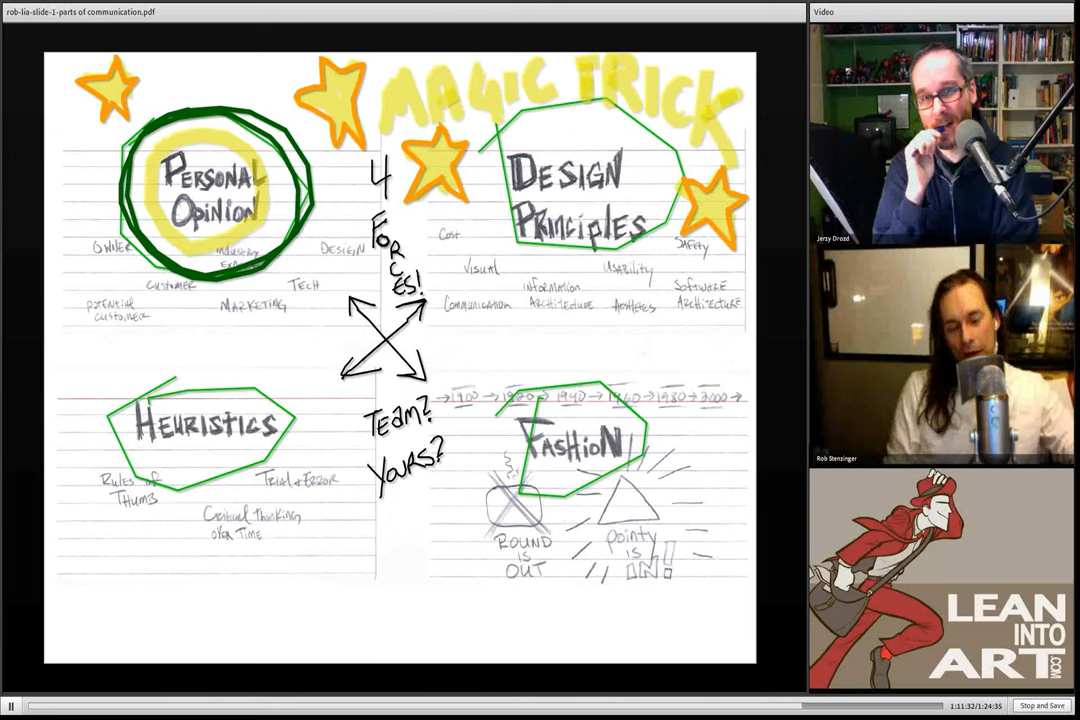 rob-lia-slide-1-parts of communication.pdf
MAGIC TRICK
PERSONAL
OPINION
OWNER
INDUSTRY
DESIGN
CUSTOMER
TECH
POTENTIAL
CUSTOMER
MARKETING
4
FORCES!
DESIGN
PRINCIPLES
Cost
SAFETY
Visual
USABILITY
INFORMATION
ARCHITECTURE
SOFTWARE
ARCHITECTURE
Communication
AESTHETICS
HEURISTICS
Rules of
THUMB
TRIAL & ERROR
Critical thinking
OVER TIME
TEAM?
YOURS?
→1900→1920→1940→1960→1980→2000→
FASHION
ROUND
IS
OUT
POINTY
IS
IN!
Video
Jerzy Drozd
Rob Stenzinger
LEAN
INTO
ART.COM
1:11:32/1:24:35
Stop and Save